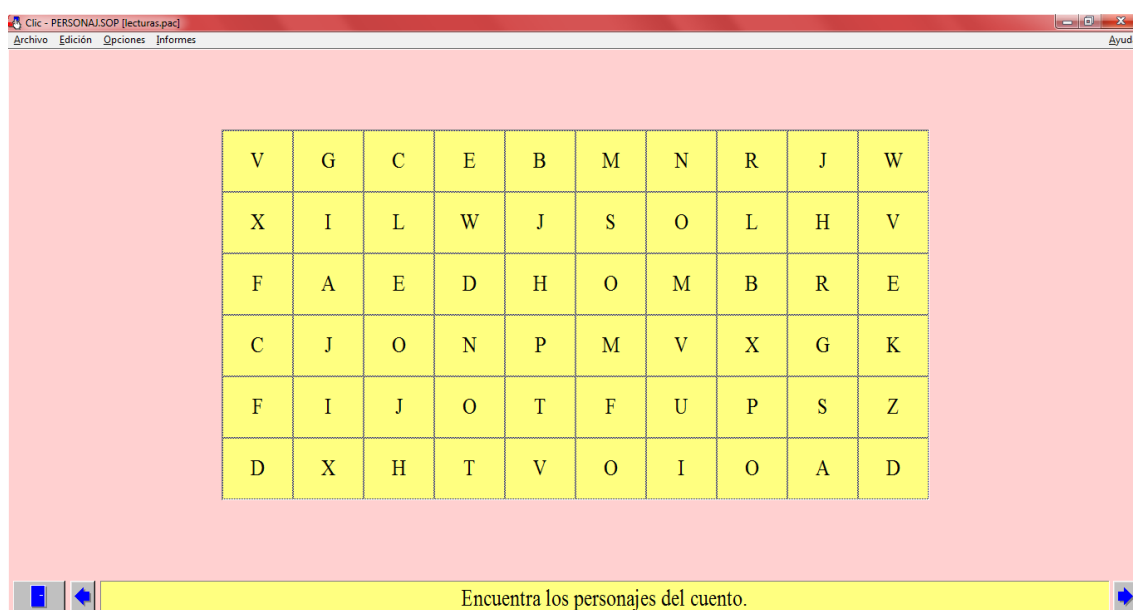 Clic - PERSONAJ.SOP [lecturas.pac]
Archivo Edición Opciones Informes Ayud
V G C E B M N R J W
X I L W J S O L H V
F A E D H O M B R E
C J O N P M V X G K
F I J O T F U P S Z
D X H T V O I O A D
Encuentra los personajes del cuento.